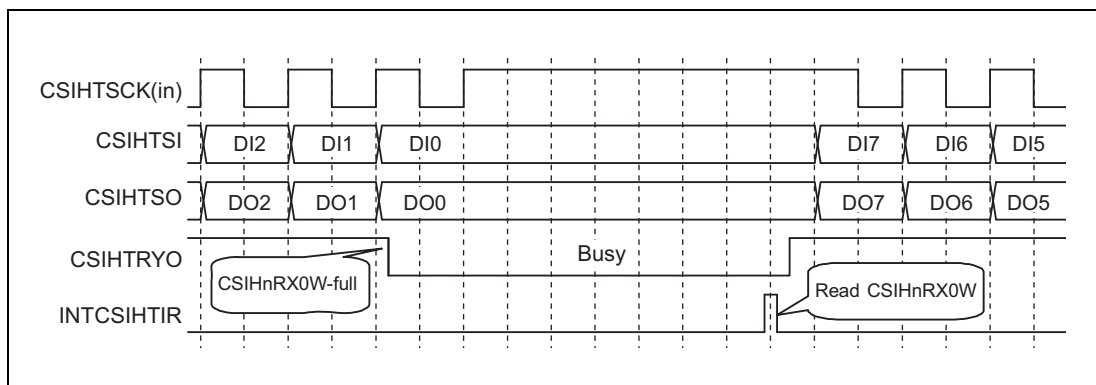 CSIHTSCK(in)
CSIHTSI DI2 DI1 DI0 DI7 DI6 DI5
CSIHTSO DO2 DO1 DO0 DO7 DO6 DO5
CSIHTRYO Busy
CSIHnRX0W-full
Read CSIHnRX0W
INTCSIHTIR